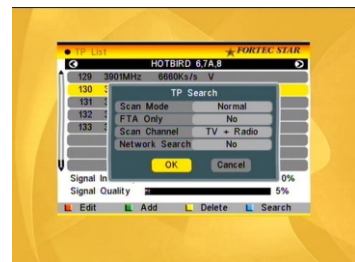 TP List
FORTEC STAR
HOTBIRD 6,7A,8
129 3901MHz 6660Ks/s V
130
131
132
133
TP Search
Scan Mode Normal
FTA Only No
Scan Channel TV + Radio
Network Search No
OK Cancel
Signal In 0%
Signal Quality 5%
Edit Add Delete Search